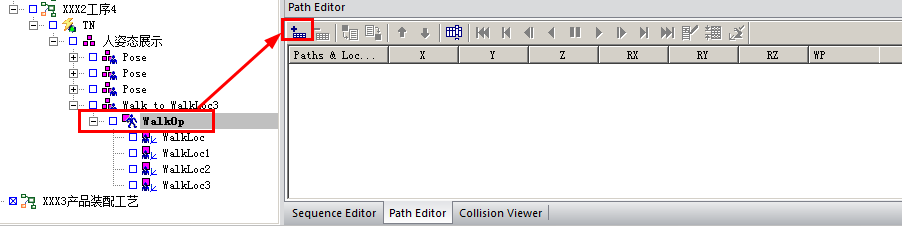 XXX2工序4
TN
人姿态展示
Pose
Pose
Pose
Walk to WalkLoc3
WalkOp
WalkLoc
WalkLoc1
WalkLoc2
WalkLoc3
XXX3产品装配工艺
Path Editor
Paths & Loc... X Y Z RX RY RZ WP
Sequence Editor Path Editor Collision Viewer